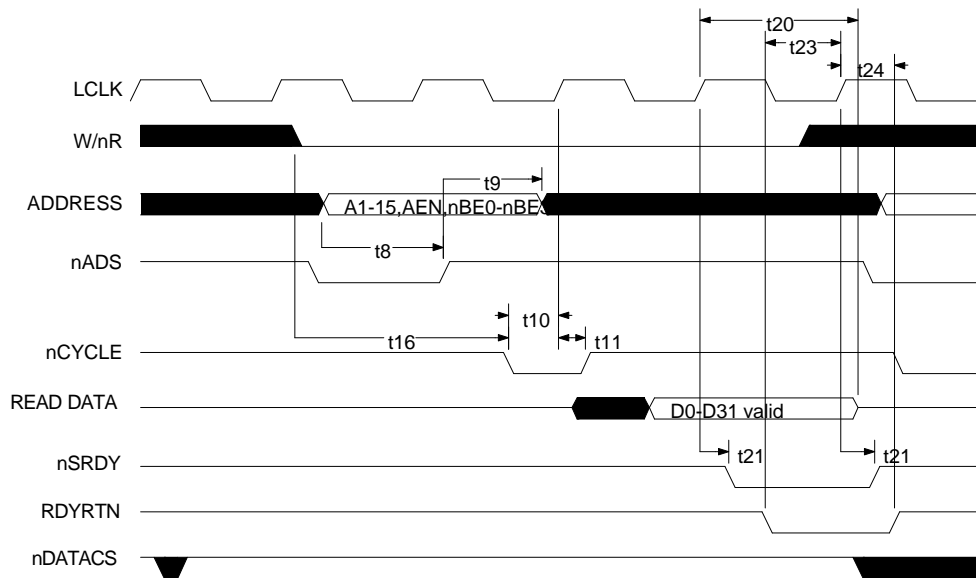 t20
t23
t24
LCLK
W/nR
t9
ADDRESS
A1-15,AEN,nBE0-nBE3
t8
nADS
t10
t16
t11
nCYCLE
READ DATA
D0-D31 valid
nSRDY
t21
t21
RDYRTN
nDATACS